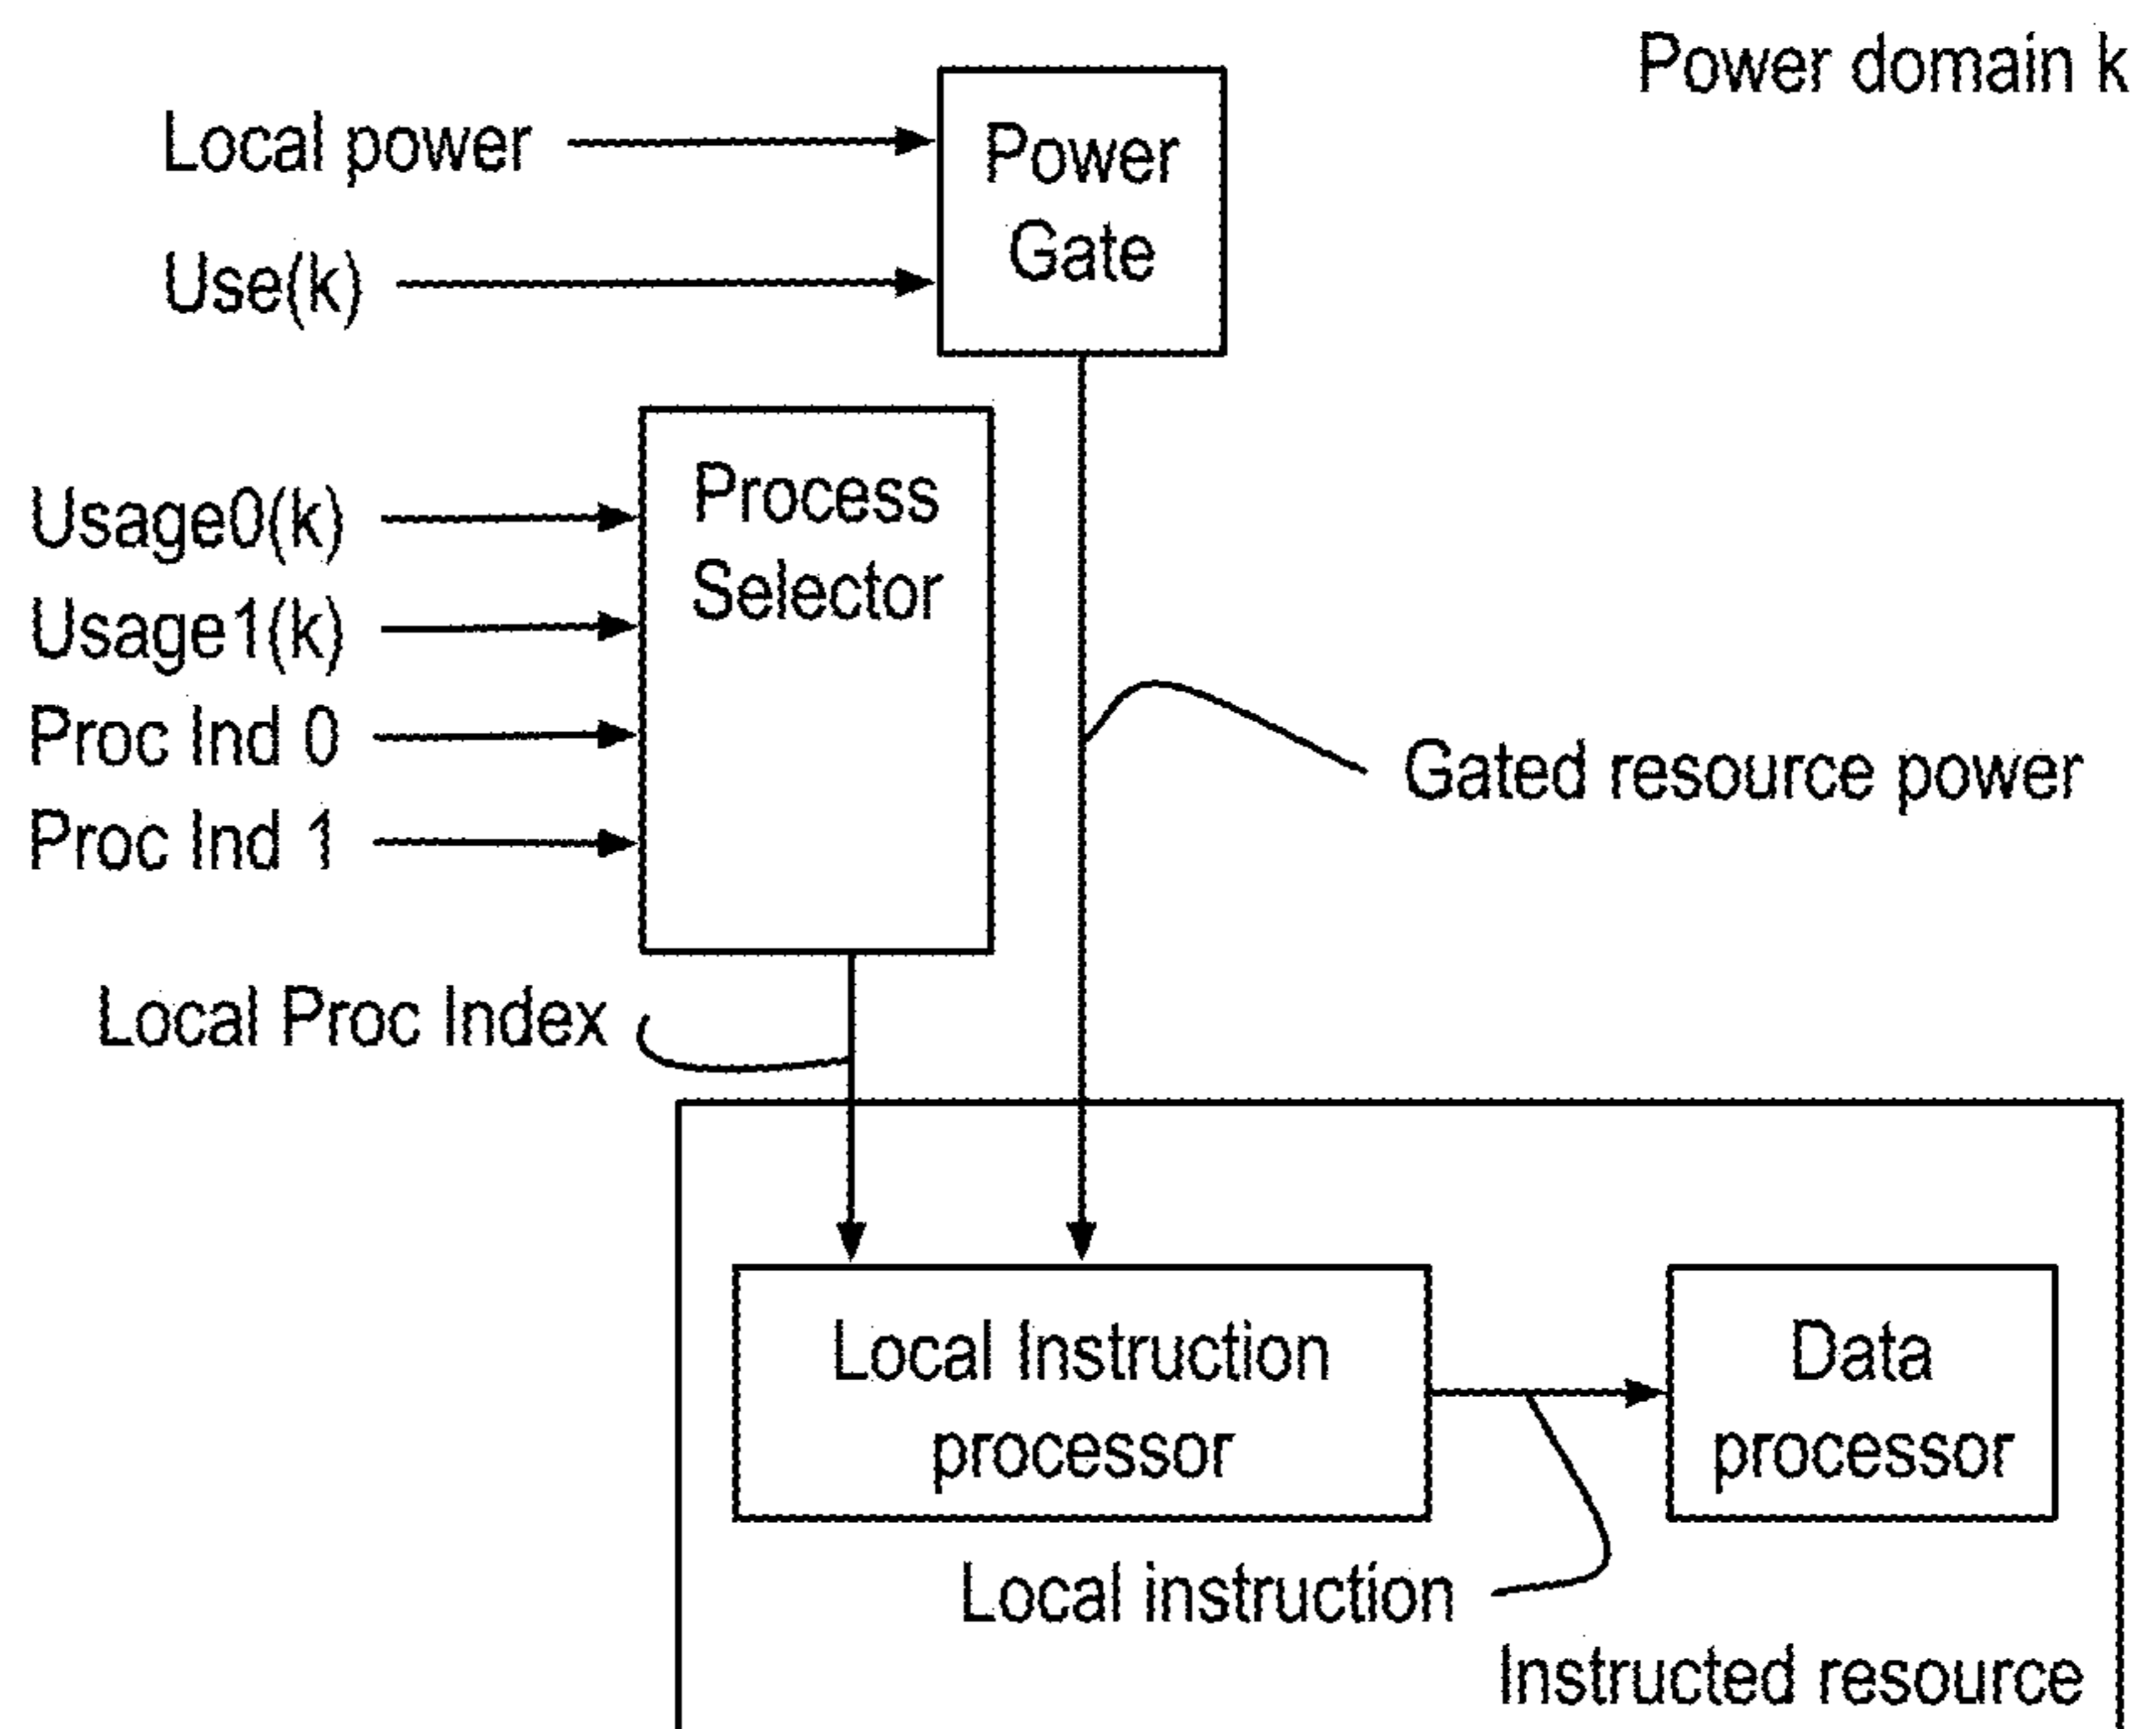 Power domain k
Local power
Power
Gate
Use(k)
Process
Selector
Usage0(k)
Usage1(k)
Proc Ind 0
Proc Ind 1
Gated resource power
Local Proc Index
Local Instruction
processor
Data
processor
Local instruction
Instructed resource